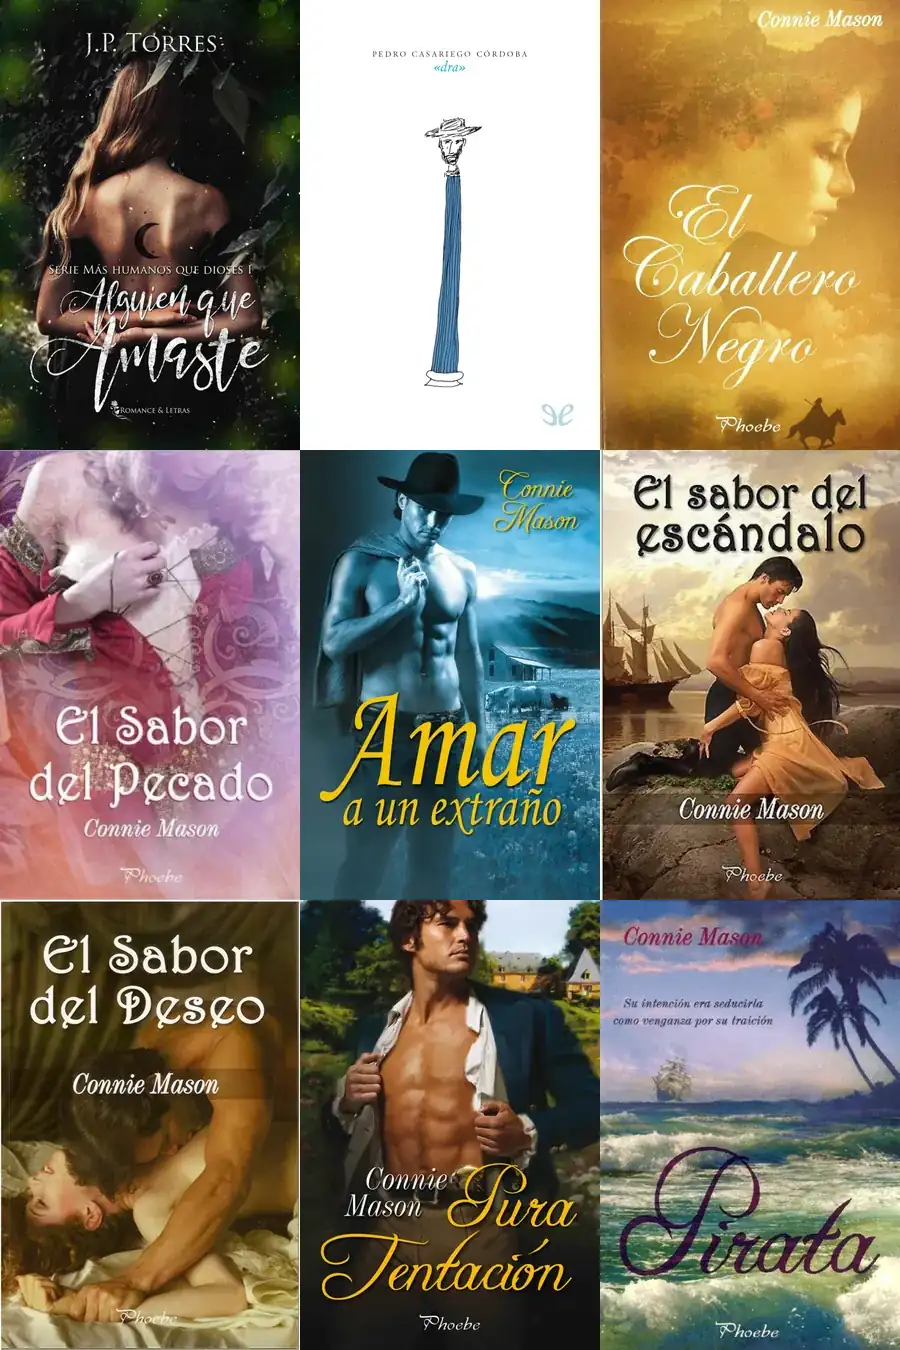 J.P. TORRES
SERIE MÁS HUMANOS QUE DIOSES I
Alguien que
Amaste
ROMANCE & LETRAS
PEDRO CASARIEGO CÓRDOBA
«dra»
Connie Mason
El
Caballero
Negro
Phoebe
El Sabor
del Pecado
Connie Mason
Phoebe
Connie
Mason
Amar
a un extraño
El sabor del
escándalo
Connie Mason
Phoebe
El Sabor
del Deseo
Connie Mason
Phoebe
Connie
Mason
Pura
Tentación
Phoebe
Connie Mason
Su intención era seducirla
como venganza por su traición
Pirata
Phoebe